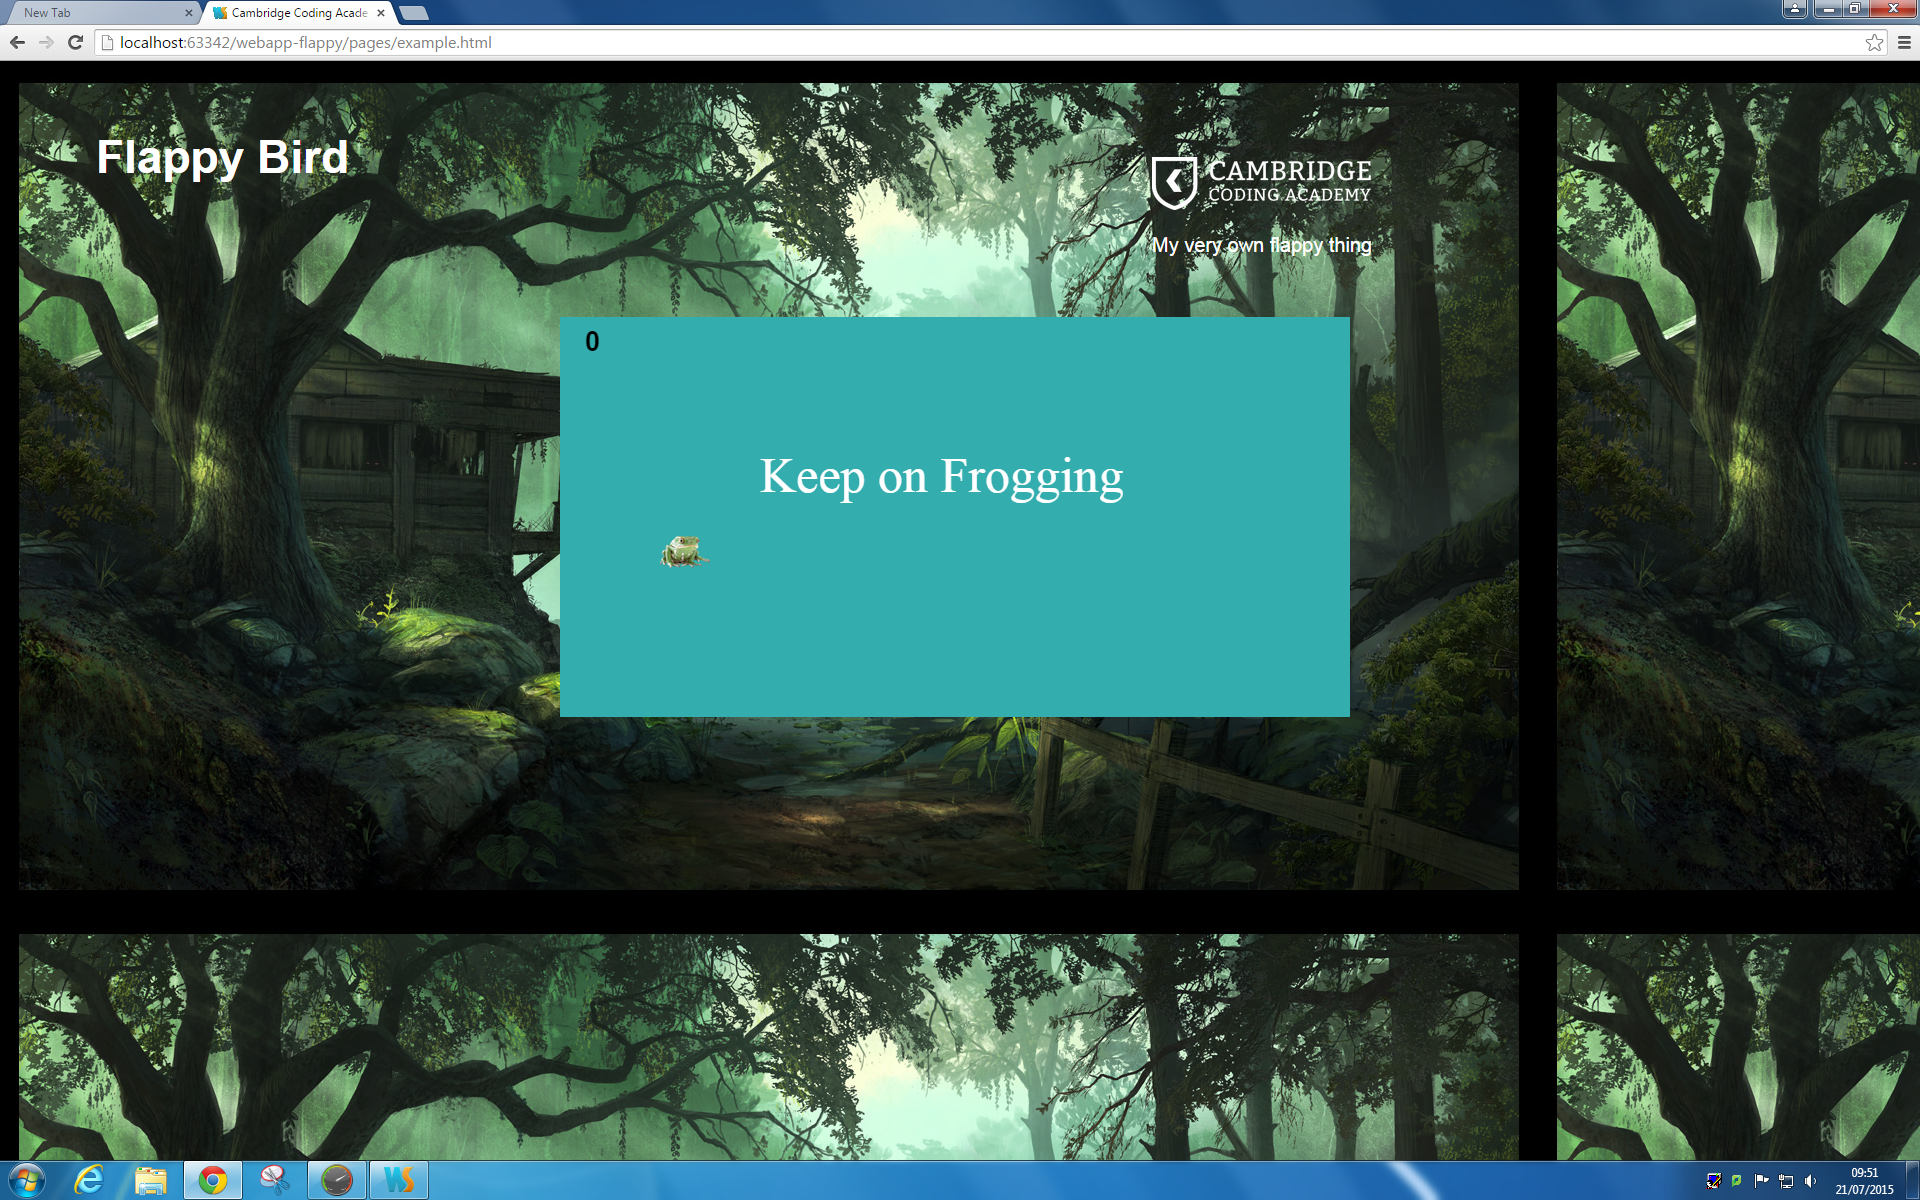 New Tab
Cambridge Coding Acade
localhost:63342/webapp-flappy/pages/example.html
Flappy Bird
CAMBRIDGE
CODING ACADEMY
My very own flappy thing
0
Keep on Frogging
WS
09:51
21/07/2015